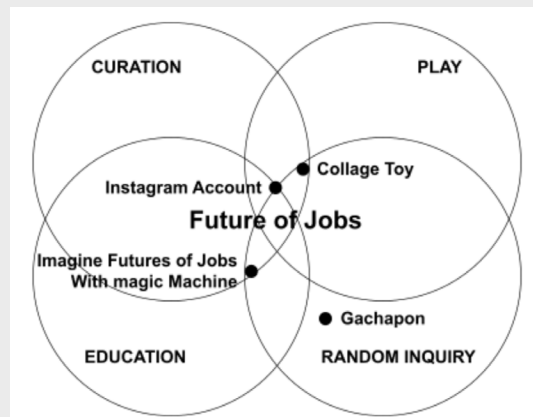 CURATION
PLAY
Collage Toy
Instagram Account
Future of Jobs
Imagine Futures of Jobs
With magic Machine
Gachapon
EDUCATION
RANDOM INQUIRY